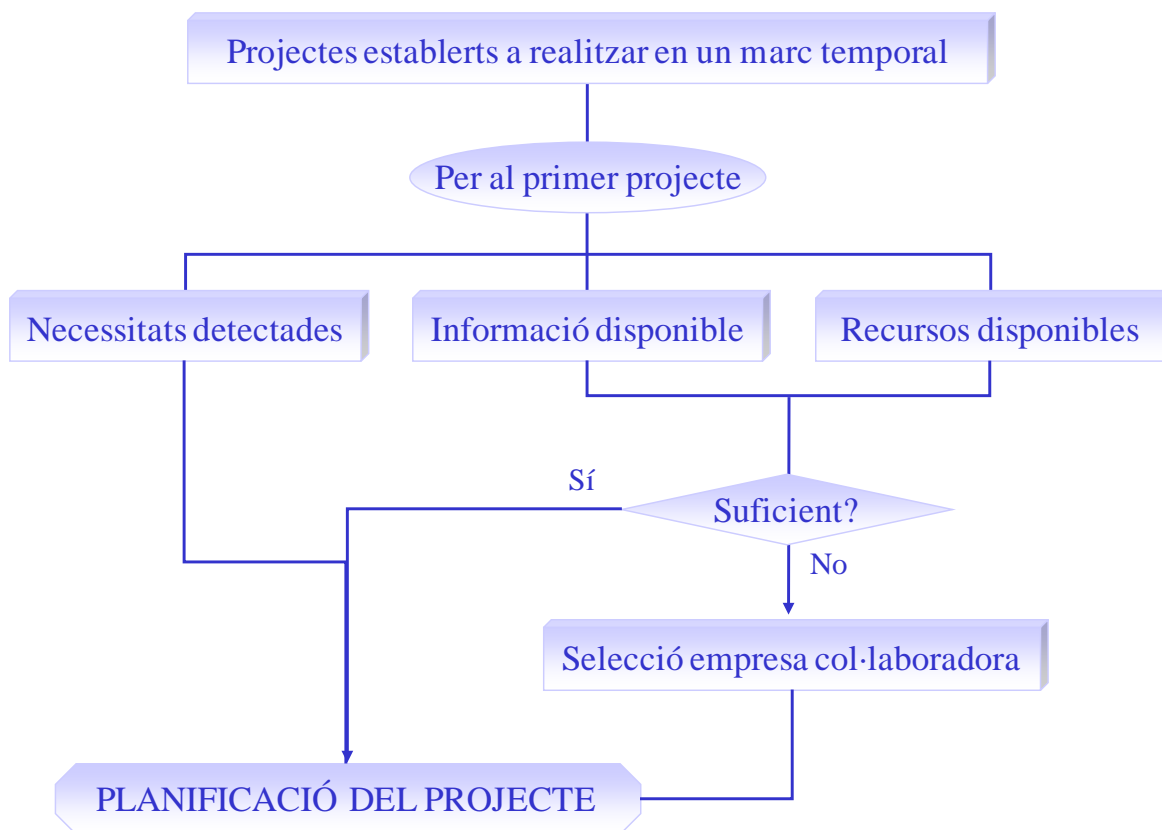 Projectes establerts a realitzar en un marc temporal
Per al primer projecte
Necessitats detectades
Informació disponible
Recursos disponibles
Sí
Suficient?
No
Selecció empresa col·laboradora
PLANIFICACIÓ DEL PROJECTE